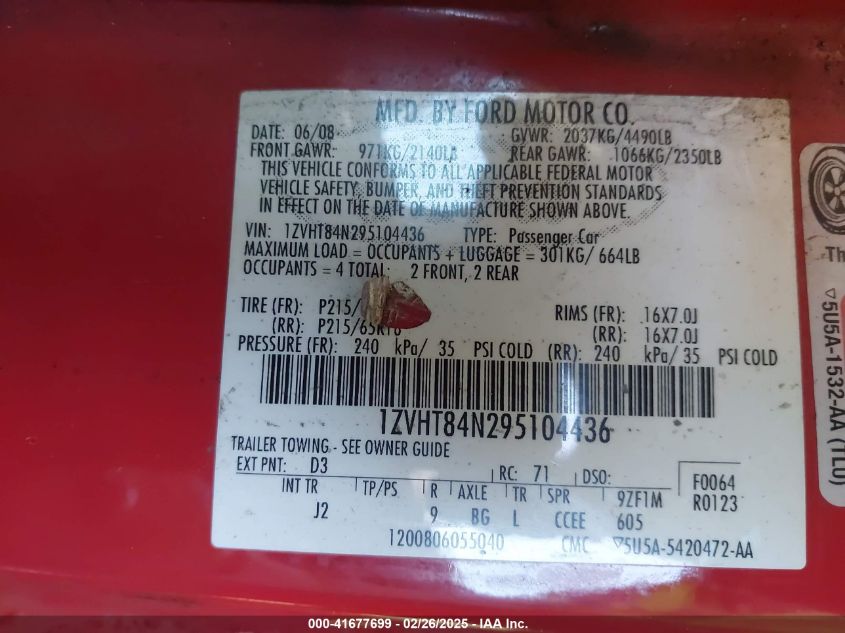 MFD. BY FORD MOTOR CO.
DATE: 06/08 GVWR: 2037KG/4490LB
FRONT GAWR: 971KG/2140LB REAR GAWR: 1066KG/2350LB
THIS VEHICLE CONFORMS TO ALL APPLICABLE FEDERAL MOTOR
VEHICLE SAFETY, BUMPER, AND THEFT PREVENTION STANDARDS
IN EFFECT ON THE DATE OF MANUFACTURE SHOWN ABOVE.
VIN: 1ZVHT84N295104436 TYPE: Passenger Car
MAXIMUM LOAD = OCCUPANTS + LUGGAGE = 301KG/ 664LB
OCCUPANTS = 4 TOTAL: 2 FRONT, 2 REAR
TIRE (FR): P215/ RIMS (FR): 16X7.0J
(RR): P215/65R16 (RR): 16X7.0J
PRESSURE (FR): 240 kPa/ 35 PSI COLD (RR): 240 kPa/ 35 PSI COLD
1ZVHT84N295104436
TRAILER TOWING - SEE OWNER GUIDE
EXT PNT: D3 RC: 71 DSO: F0064
INT TR TP/PS R AXLE TR SPR 9ZF1M R0123
J2 9 BG L CCEE 605
1200806055040 CMC ▽5U5A-5420472-AA
Th
▽5U5A-1532-AA (TLU)
000-41677699 - 02/26/2025 - IAA Inc.